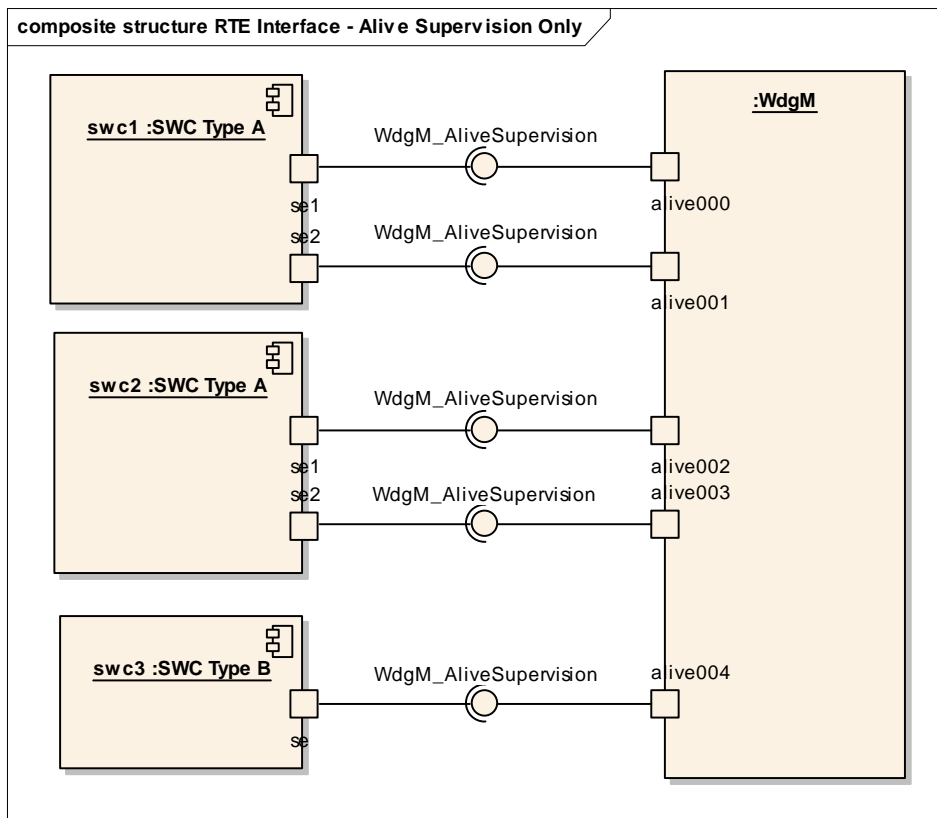 composite structure RTE Interface - Alive Supervision Only
:WdgM
swc1 :SWC Type A
WdgM_AliveSupervision
se1
alive000
se2
WdgM_AliveSupervision
alive001
swc2 :SWC Type A
WdgM_AliveSupervision
se1
alive002
se2
WdgM_AliveSupervision
alive003
swc3 :SWC Type B
WdgM_AliveSupervision
alive004
se